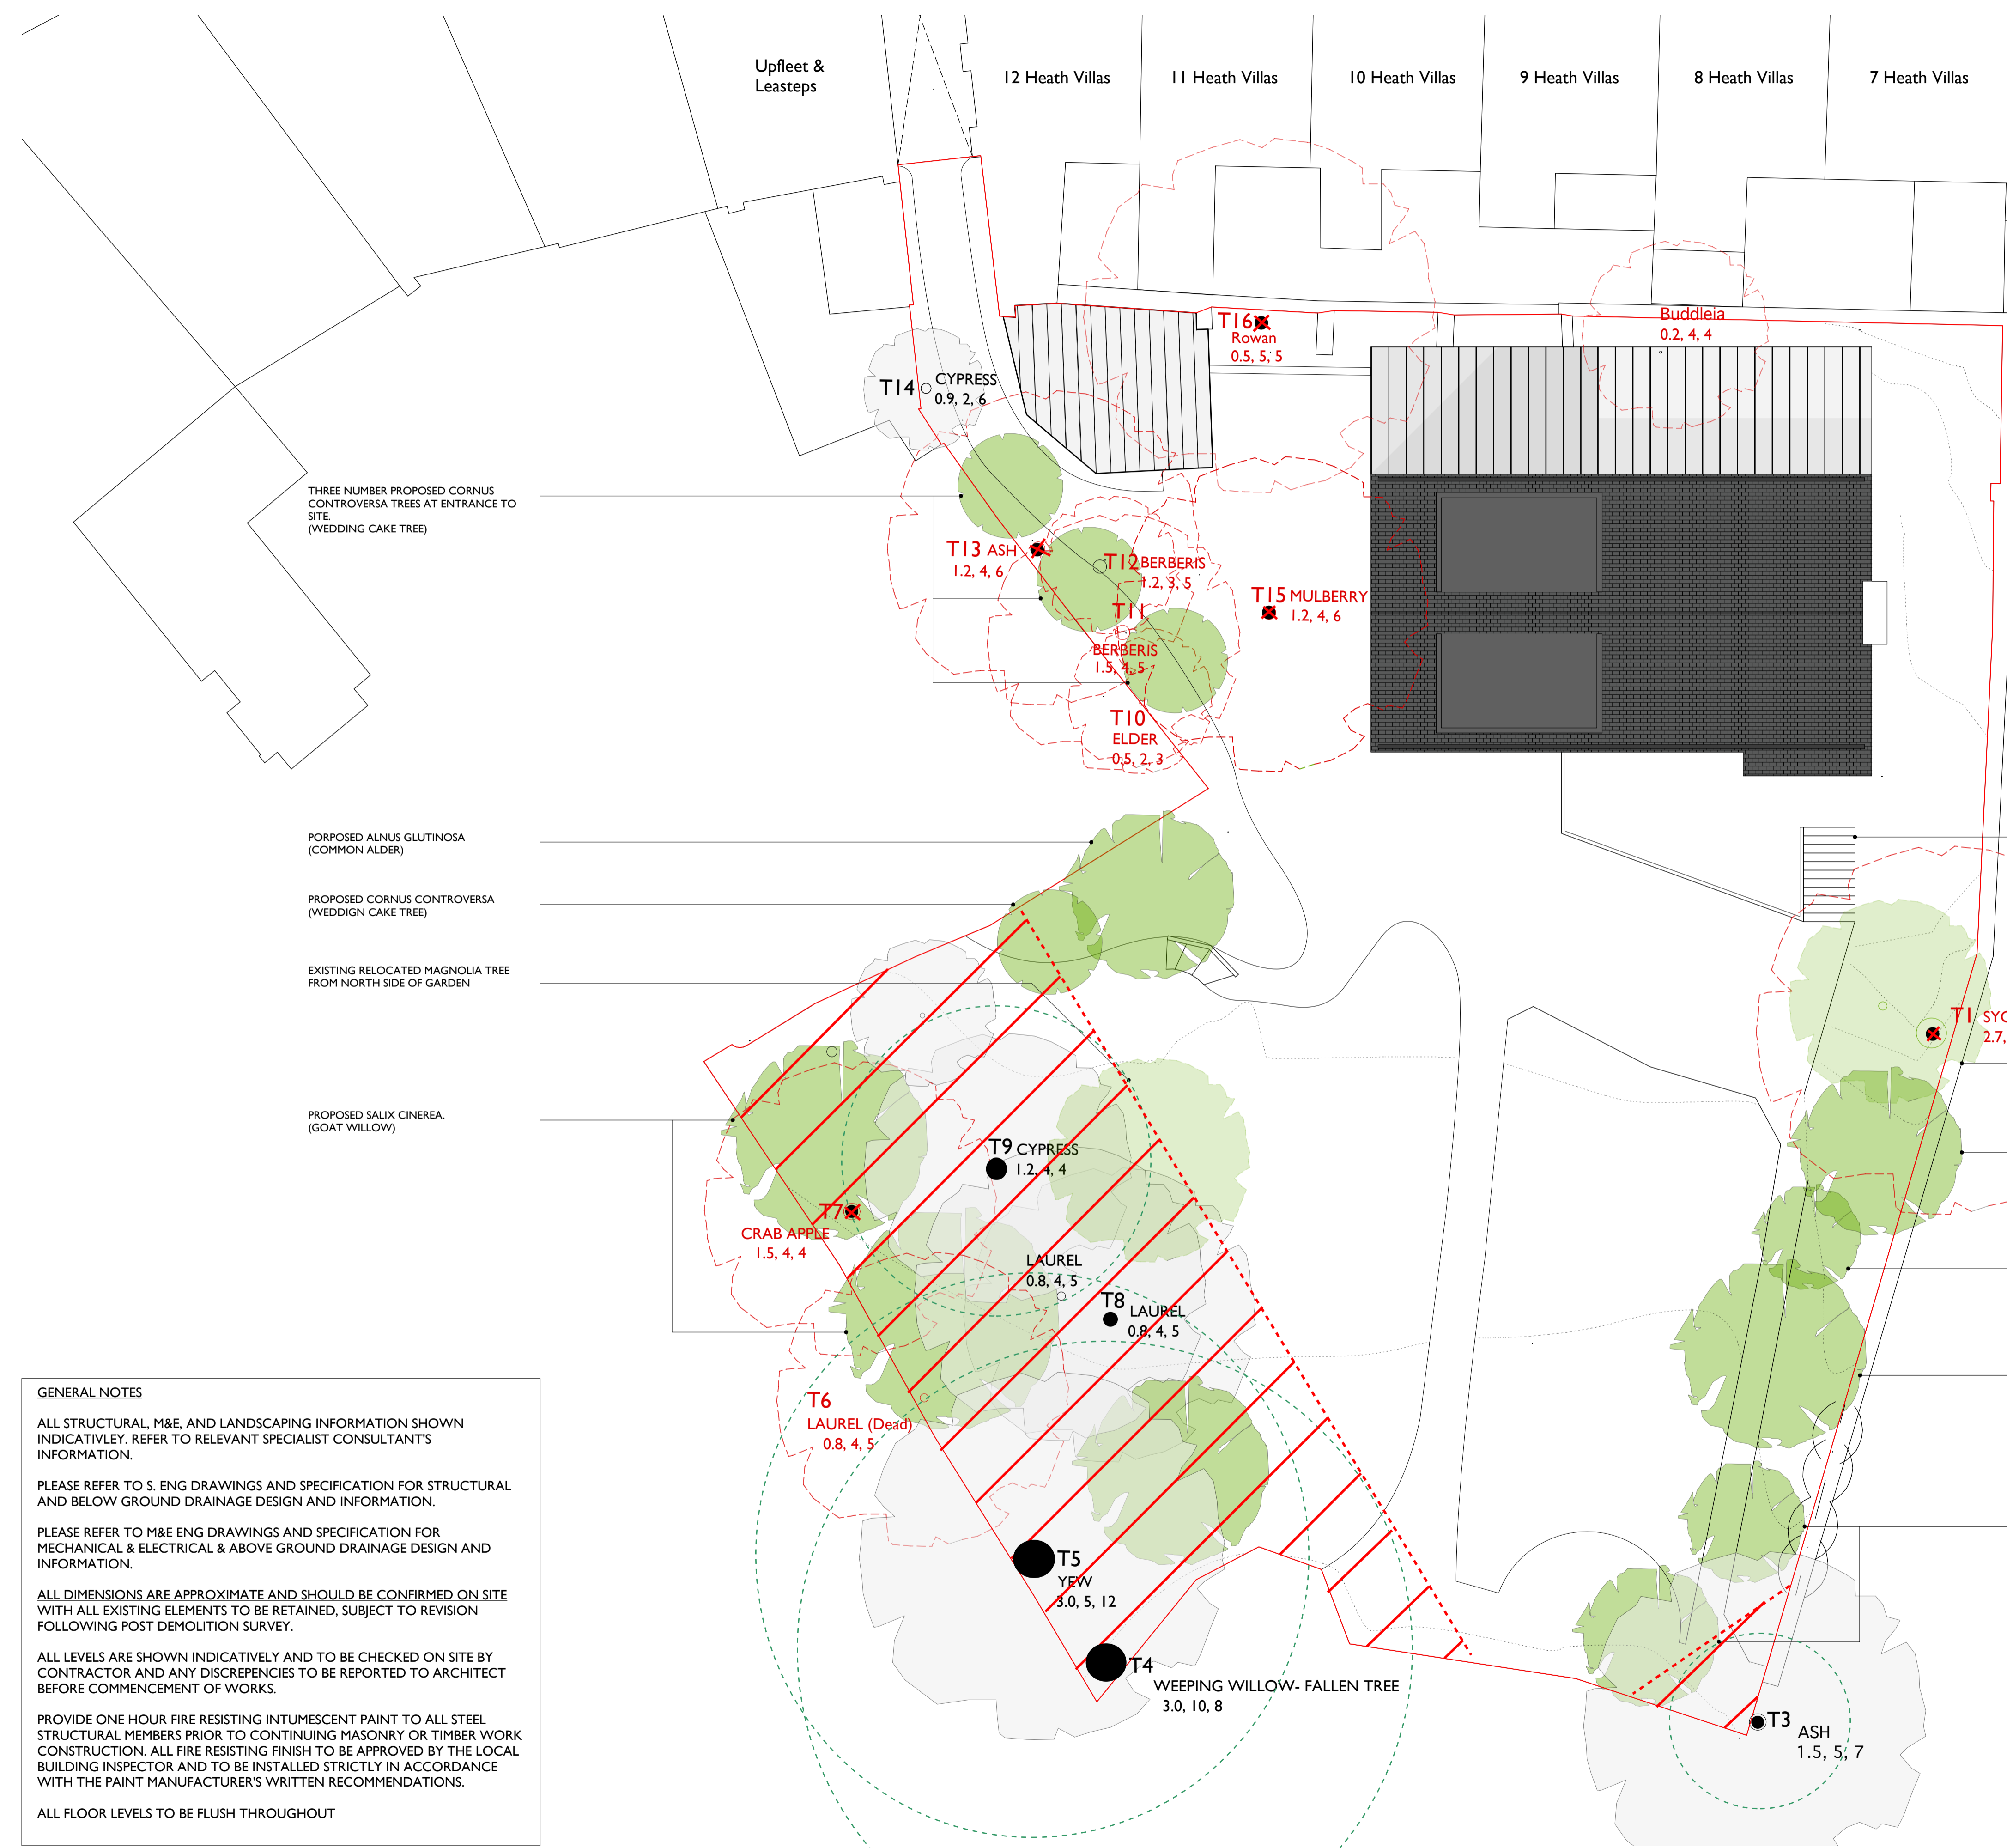 Upfleet &
Leasteps
12 Heath Villas
11 Heath Villas
10 Heath Villas
9 Heath Villas
8 Heath Villas
7 Heath Villas
T16
Rowan
0.5, 5, 5
Buddleia
0.2, 4, 4
T14
CYPRESS
0.9, 2, 6
THREE NUMBER PROPOSED CORNUS
CONTROVERSA TREES AT ENTRANCE TO
SITE.
(WEDDING CAKE TREE)
T13 ASH
1.2, 4, 6
T12 BERBERIS
1.2, 3, 5
T11
BERBERIS
1.5, 4, 5
T15 MULBERRY
1.2, 4, 6
T10
ELDER
0.5, 2, 3
PORPOSED ALNUS GLUTINOSA
(COMMON ALDER)
PROPOSED CORNUS CONTROVERSA
(WEDDIGN CAKE TREE)
EXISTING RELOCATED MAGNOLIA TREE
FROM NORTH SIDE OF GARDEN
T1
2.7,
PROPOSED SALIX CINEREA.
(GOAT WILLOW)
T9 CYPRESS
1.2, 4, 4
T7
CRAB APPLE
1.5, 4, 4
LAUREL
0.8, 4, 5
T8 LAUREL
0.8, 4, 5
T6
LAUREL (Dead)
0.8, 4, 5
T5
YEW
3.0, 5, 12
T4
WEEPING WILLOW- FALLEN TREE
3.0, 10, 8
T3
ASH
1.5, 5, 7
GENERAL NOTES
ALL STRUCTURAL, M&E, AND LANDSCAPING INFORMATION SHOWN
INDICATIVLEY. REFER TO RELEVANT SPECIALIST CONSULTANT'S
INFORMATION.
PLEASE REFER TO S. ENG DRAWINGS AND SPECIFICATION FOR STRUCTURAL
AND BELOW GROUND DRAINAGE DESIGN AND INFORMATION.
PLEASE REFER TO M&E ENG DRAWINGS AND SPECIFICATION FOR
MECHANICAL & ELECTRICAL & ABOVE GROUND DRAINAGE DESIGN AND
INFORMATION.
ALL DIMENSIONS ARE APPROXIMATE AND SHOULD BE CONFIRMED ON SITE
WITH ALL EXISTING ELEMENTS TO BE RETAINED, SUBJECT TO REVISION
FOLLOWING POST DEMOLITION SURVEY.
ALL LEVELS ARE SHOWN INDICATIVELY AND TO BE CHECKED ON SITE BY
CONTRACTOR AND ANY DISCREPENCIES TO BE REPORTED TO ARCHITECT
BEFORE COMMENCEMENT OF WORKS.
PROVIDE ONE HOUR FIRE RESISTING INTUMESCENT PAINT TO ALL STEEL
STRUCTURAL MEMBERS PRIOR TO CONTINUING MASONRY OR TIMBER WORK
CONSTRUCTION. ALL FIRE RESISTING FINISH TO BE APPROVED BY THE LOCAL
BUILDING INSPECTOR AND TO BE INSTALLED STRICTLY IN ACCORDANCE
WITH THE PAINT MANUFACTURER'S WRITTEN RECOMMENDATIONS.
ALL FLOOR LEVELS TO BE FLUSH THROUGHOUT